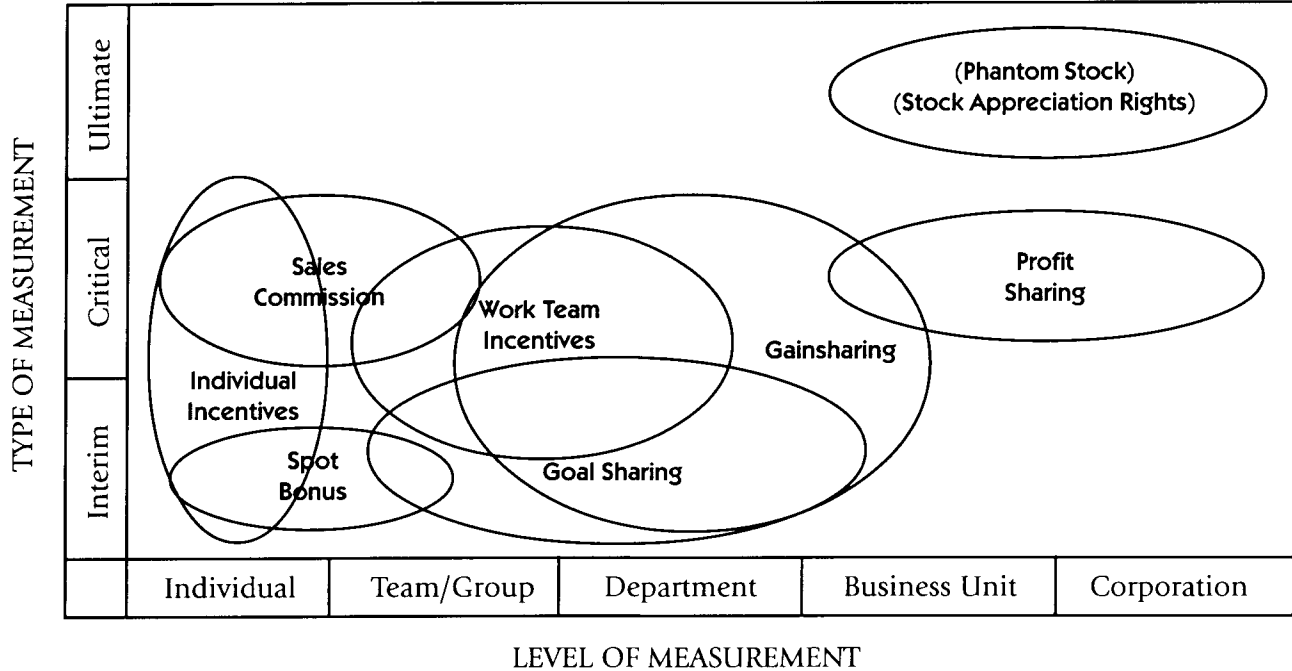 TYPE OF MEASUREMENT
Ultimate
Critical
Interim
(Phantom Stock)
(Stock Appreciation Rights)
Sales
Commission
Work Team
Incentives
Profit
Sharing
Gainsharing
Individual
Incentives
Spot
Bonus
Goal Sharing
Individual
Team/Group
Department
Business Unit
Corporation
LEVEL OF MEASUREMENT